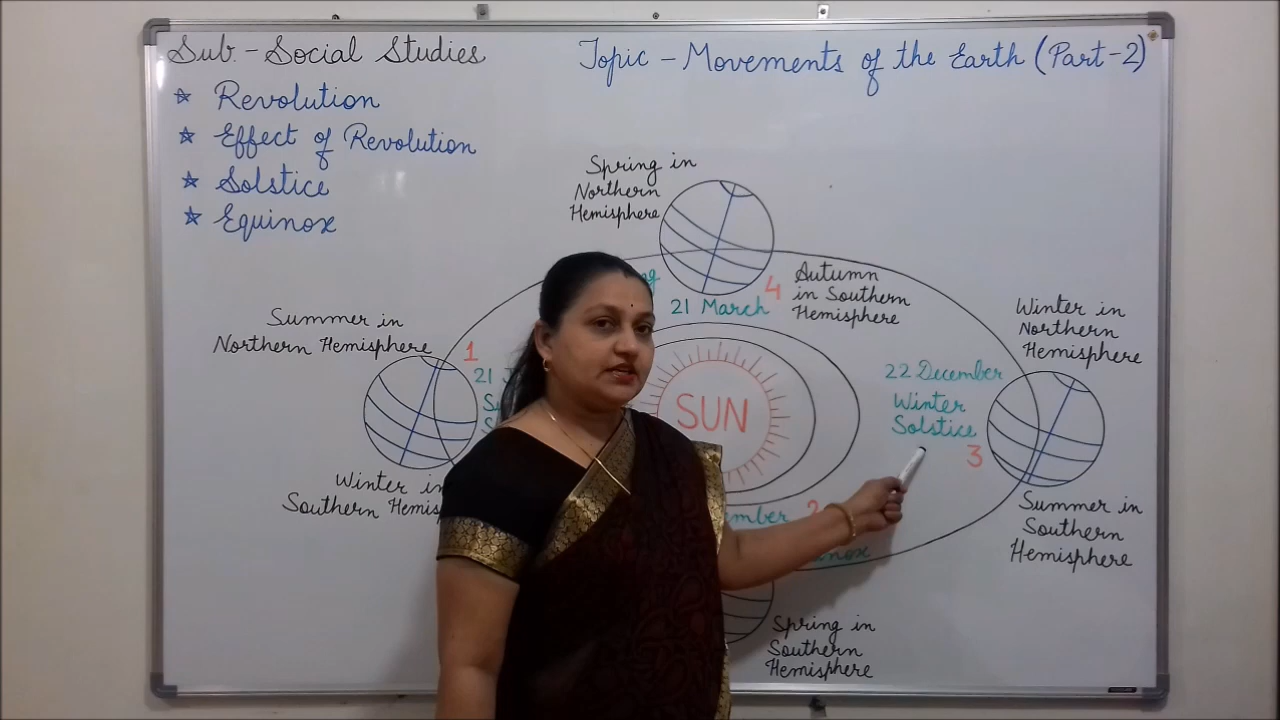 Sub. - Social Studies
Topic - Movements of the Earth (Part-2)
☆ Revolution
☆ Effect of Revolution
☆ Solstice
☆ Equinox
Spring in
Northern
Hemisphere
4
21 March
Autumn
in Southern
Hemisphere
Summer in
Northern Hemisphere
1
21
Winter in
Southern
SUN
22 December
Winter
Solstice
3
Winter in
Northern
Hemisphere
Summer in
Southern
Hemisphere
2
Spring in
Southern
Hemisphere